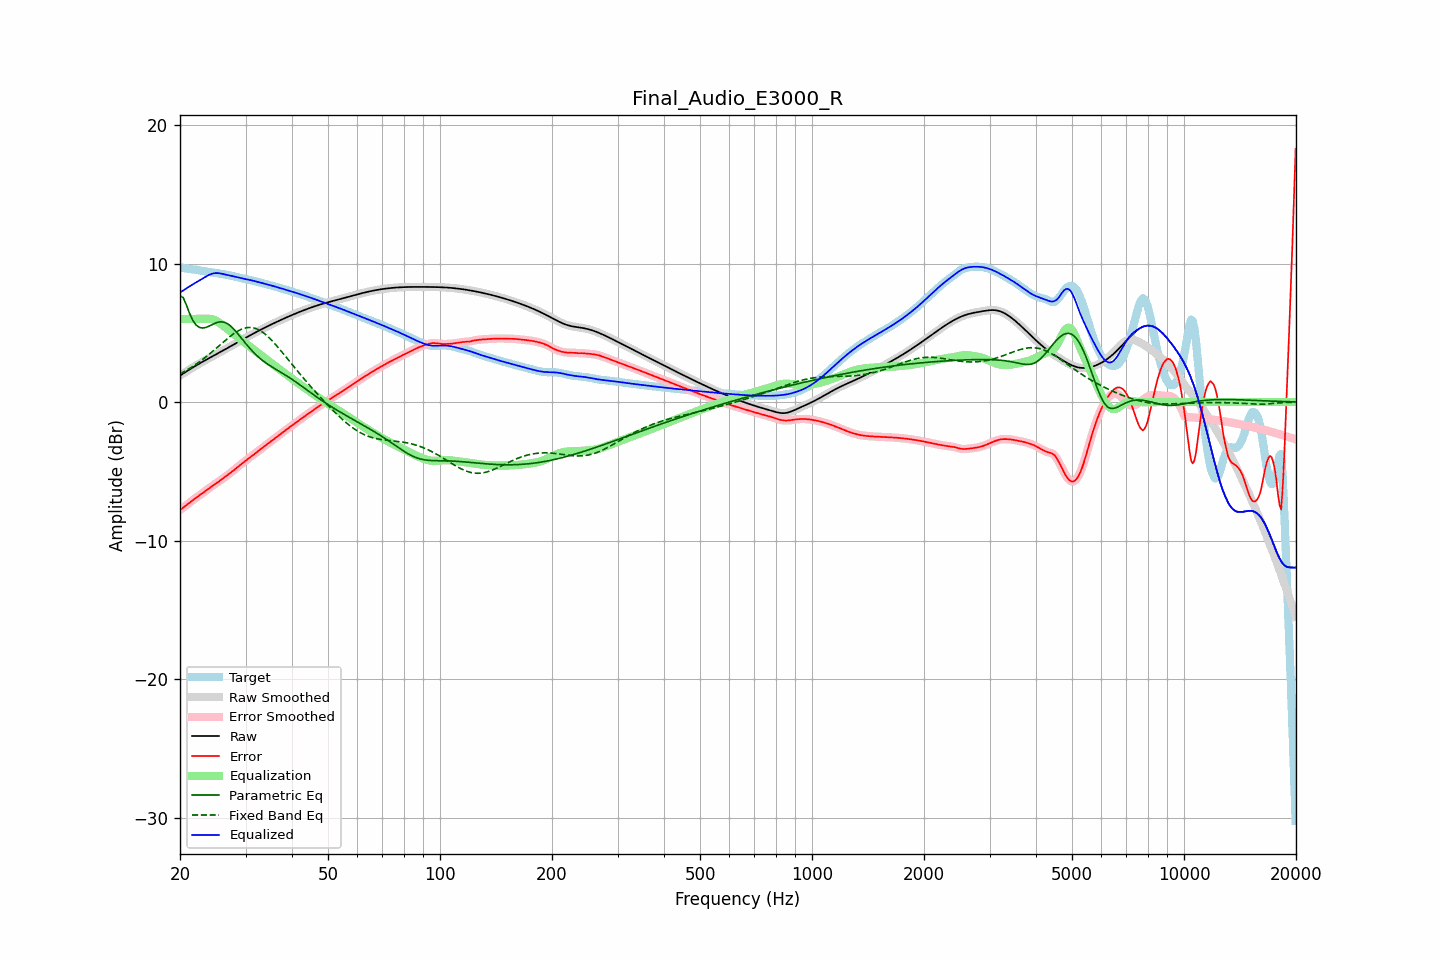 Final_Audio_E3000_R
20
10
0
−10
−20
−30
Amplitude (dBr)
Target
Raw Smoothed
Error Smoothed
Raw
Error
Equalization
Parametric Eq
Fixed Band Eq
Equalized
20 50 100 200 500 1000 2000 5000 10000 20000
Frequency (Hz)